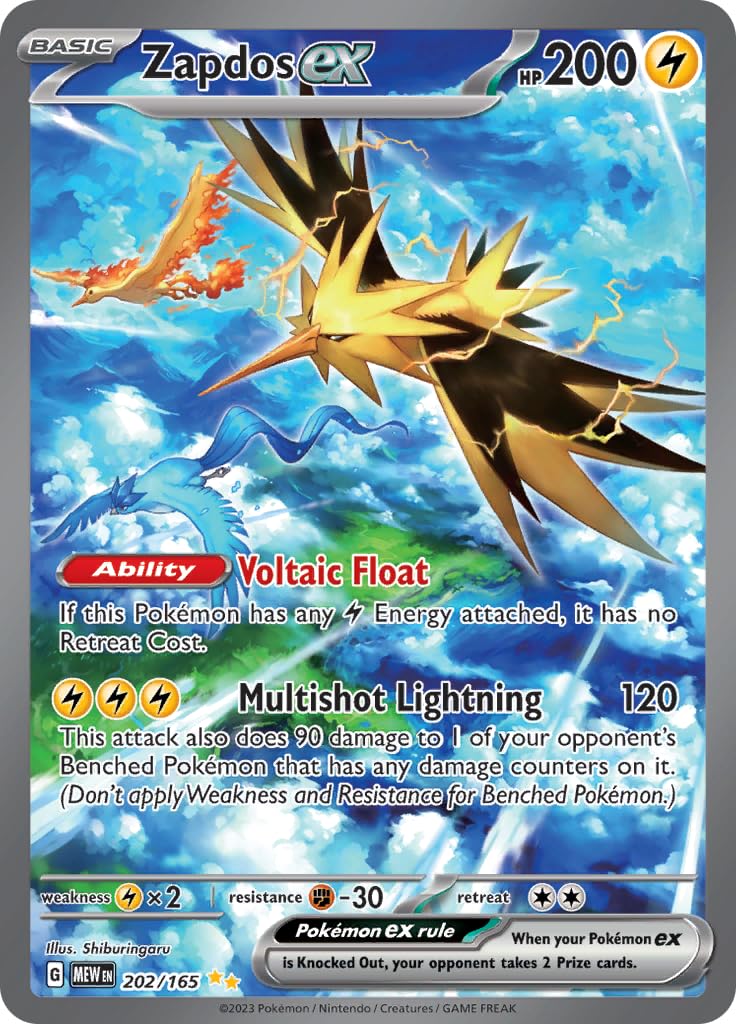 BASIC Zapdos ex HP 200
Ability Voltaic Float
If this Pokémon has any Energy attached, it has no
Retreat Cost.
Multishot Lightning 120
This attack also does 90 damage to 1 of your opponent's
Benched Pokémon that has any damage counters on it.
(Don't apply Weakness and Resistance for Benched Pokémon.)
weakness ×2 resistance -30 retreat
Illus. Shiburingaru
Pokémon ex rule When your Pokémon ex
is Knocked Out, your opponent takes 2 Prize cards.
G MEW EN 202/165
©2023 Pokémon / Nintendo / Creatures / GAME FREAK